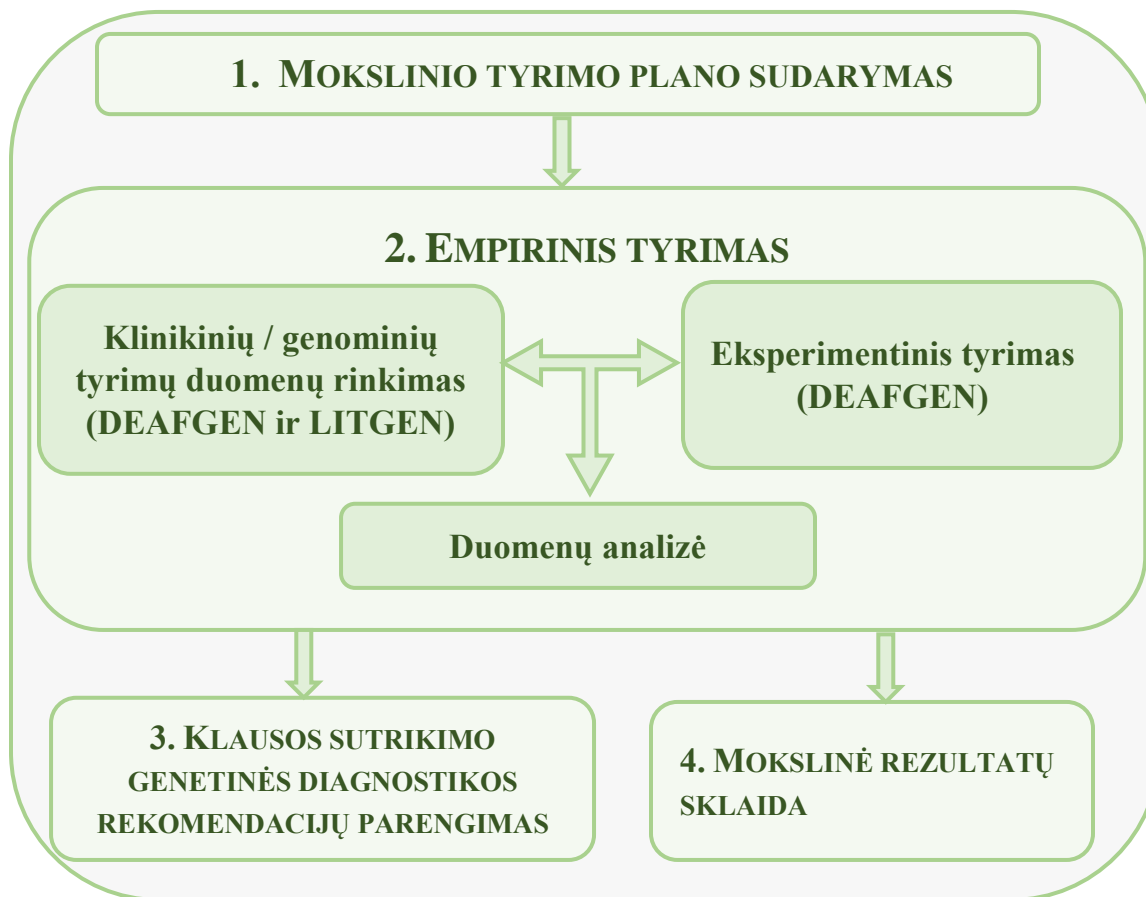 1. MOKSLINIO TYRIMO PLANO SUDARYMAS
2. EMPIRINIS TYRIMAS
Klinikinių / genominių
tyrimų duomenų rinkimas
(DEAFGEN ir LITGEN)
Eksperimentinis tyrimas
(DEAFGEN)
Duomenų analizė
3. KLAUSOS SUTRIKIMO
GENETINĖS DIAGNOSTIKOS
REKOMENDACIJŲ PARENGIMAS
4. MOKSLINĖ REZULTATŲ
SKLAIDA